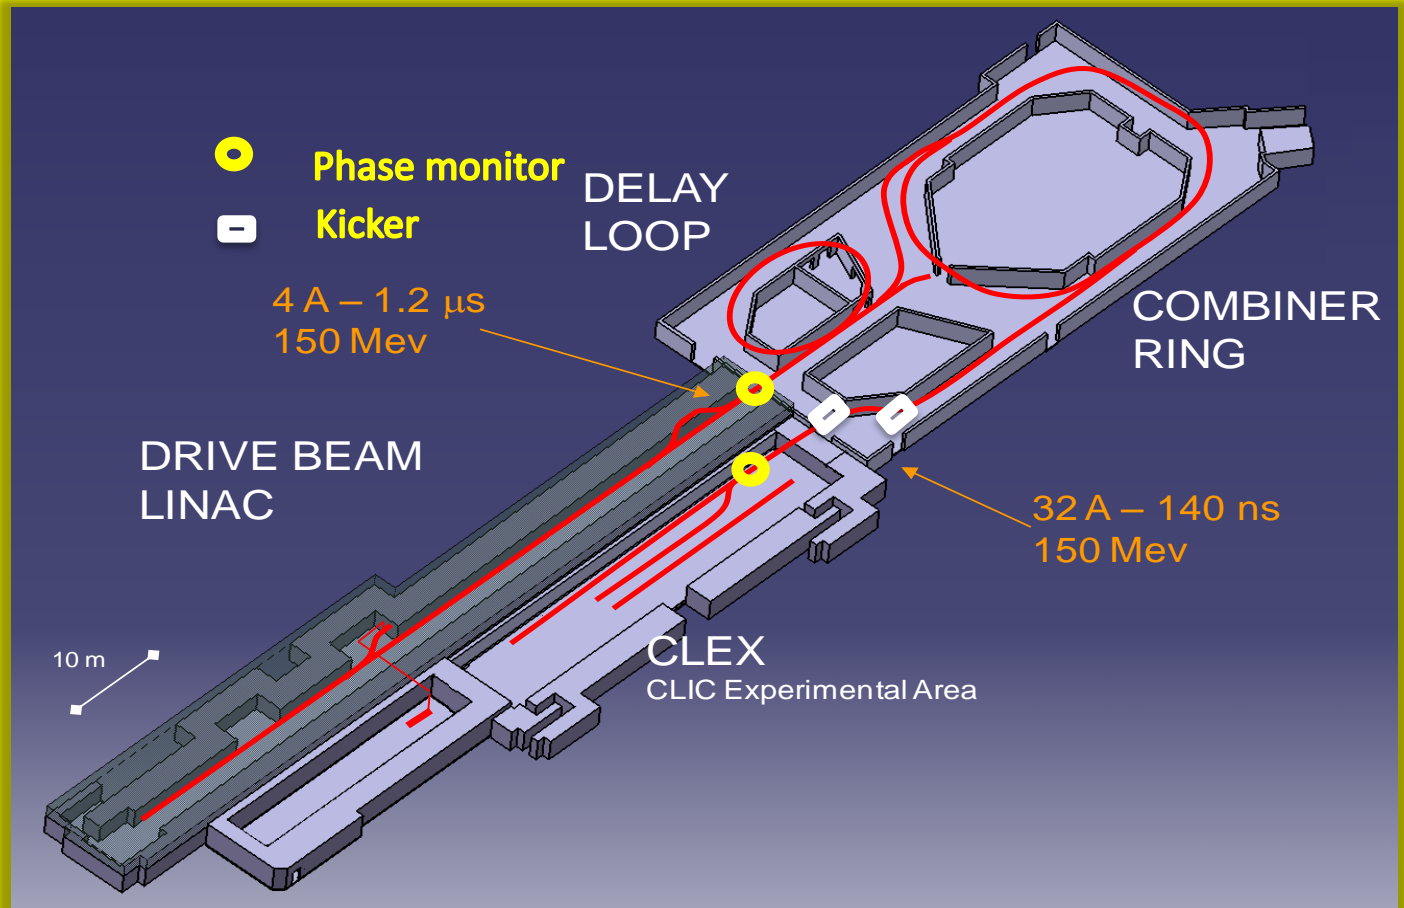 Phase monitor
Kicker
DELAY
LOOP
4 A – 1.2 μs
150 Mev
COMBINER
RING
DRIVE BEAM
LINAC
32 A – 140 ns
150 Mev
10 m
CLEX
CLIC Experimental Area